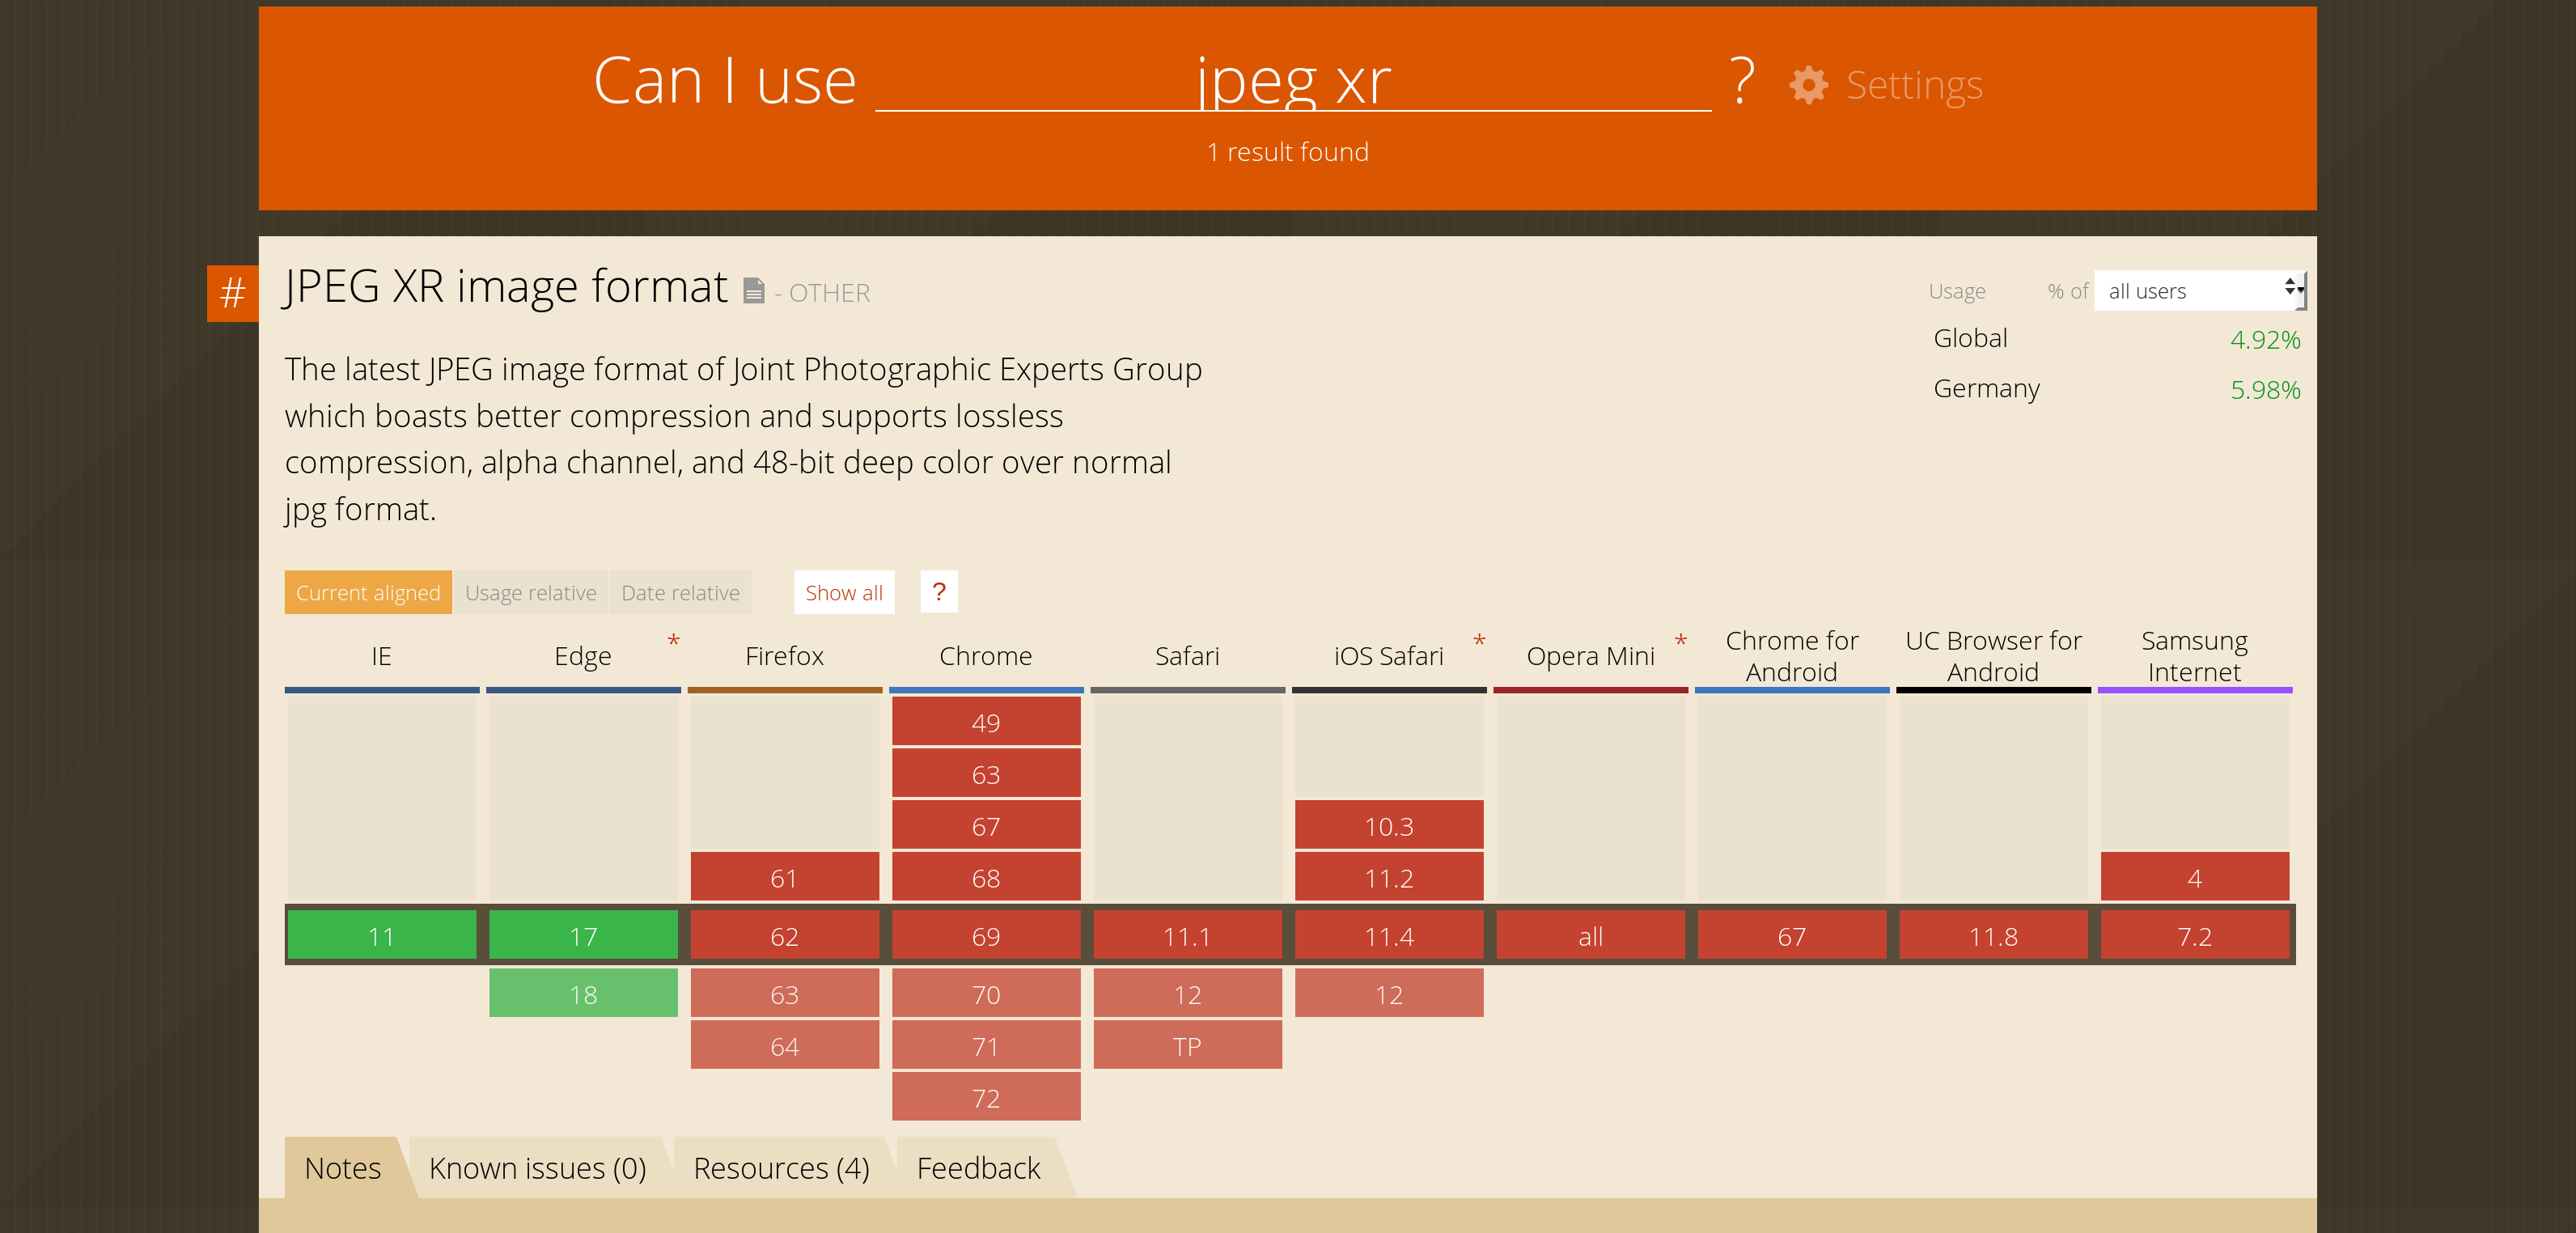 Can I use jpeg xr ? Settings
1 result found
#
JPEG XR image format - OTHER
Usage % of all users
Global 4.92%
Germany 5.98%
The latest JPEG image format of Joint Photographic Experts Group
which boasts better compression and supports lossless
compression, alpha channel, and 48-bit deep color over normal
jpg format.
Current aligned Usage relative Date relative Show all ?
IE Edge * Firefox Chrome Safari iOS Safari * Opera Mini * Chrome for Android UC Browser for Android Samsung Internet
49
63
67 10.3
61 68 11.2 4
11 17 62 69 11.1 11.4 all 67 11.8 7.2
18 63 70 12 12
64 71 TP
72
Notes Known issues (0) Resources (4) Feedback